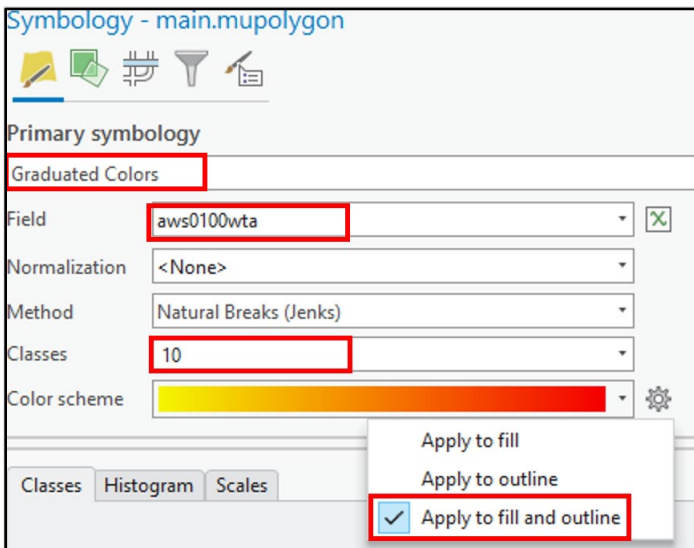 Symbology - main.mupolygon
Primary symbology
Graduated Colors
Field aws0100wta
Normalization <None>
Method Natural Breaks (Jenks)
Classes 10
Color scheme
Apply to fill
Apply to outline
Classes Histogram Scales
Apply to fill and outline